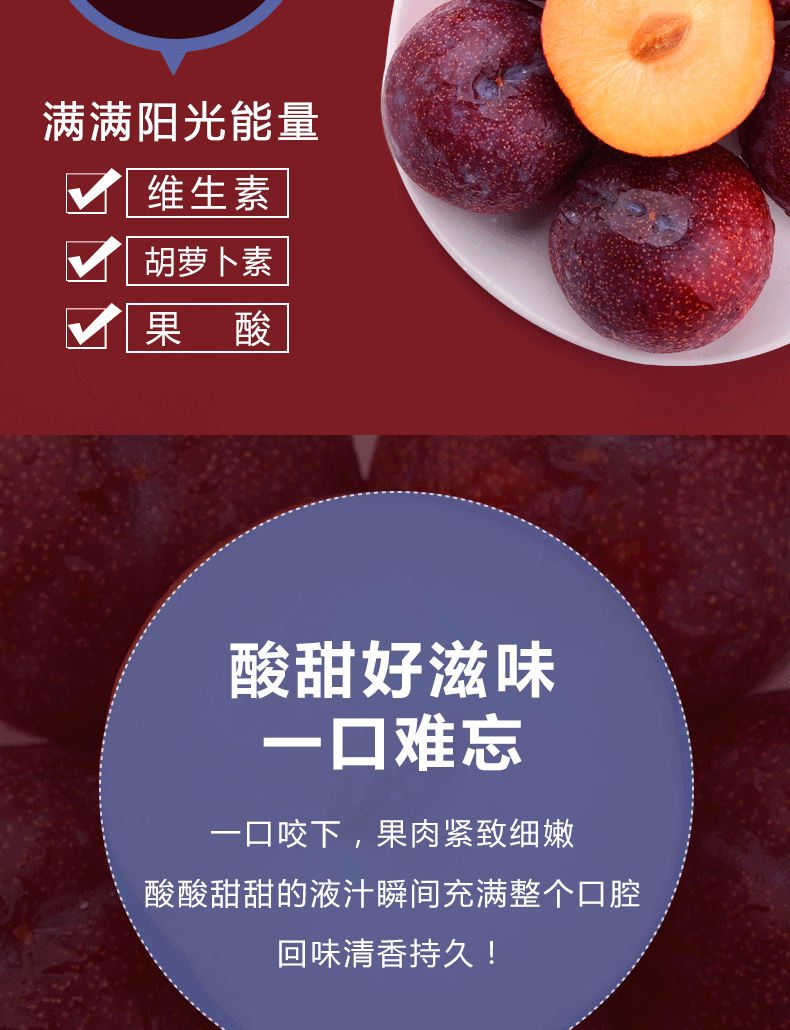 满满阳光能量
维生素
胡萝卜素
果 酸
酸甜好滋味
一口难忘
一口咬下，果肉紧致细嫩
酸酸甜甜的液汁瞬间充满整个口腔
回味清香持久！